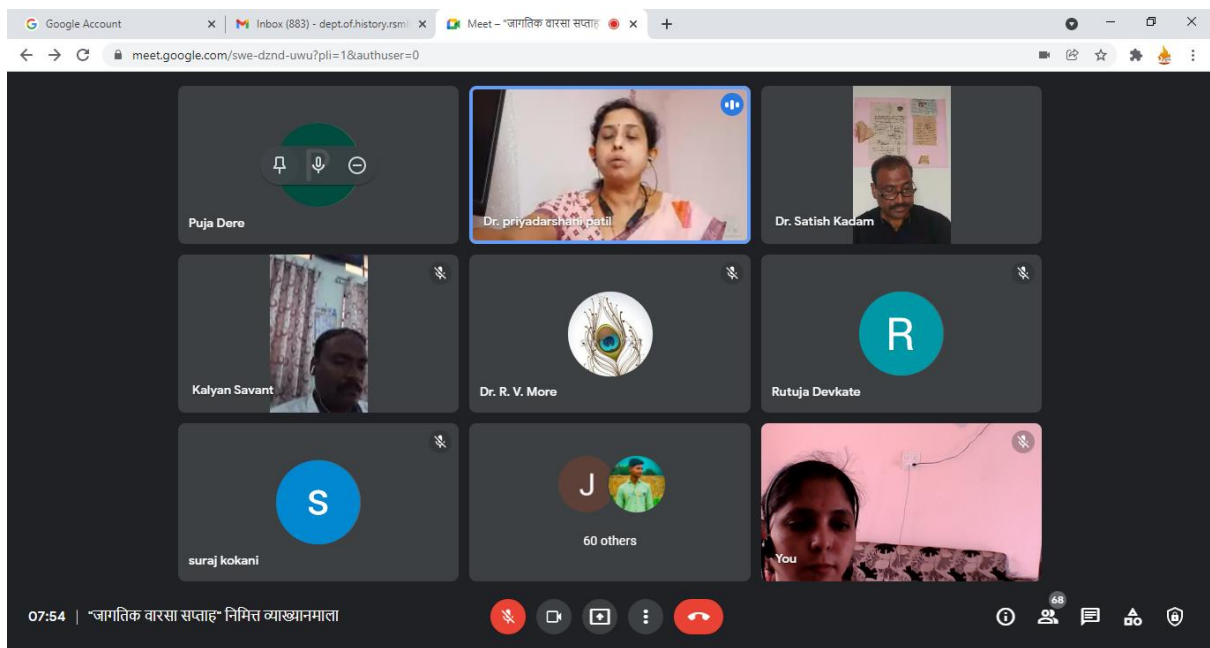 Google Account
Inbox (883) - dept.of.history.rsml
Meet – "जागतिक वारसा सप्ताह
meet.google.com/swe-dznd-uwu?pli=1&authuser=0
Puja Dere
Dr. priyadarshani patil
Dr. Satish Kadam
Kalyan Savant
Dr. R. V. More
R
Rutuja Devkate
S
suraj kokani
J
60 others
You
07:54 | "जागतिक वारसा सप्ताह" निमित्त व्याख्यानमाला
68